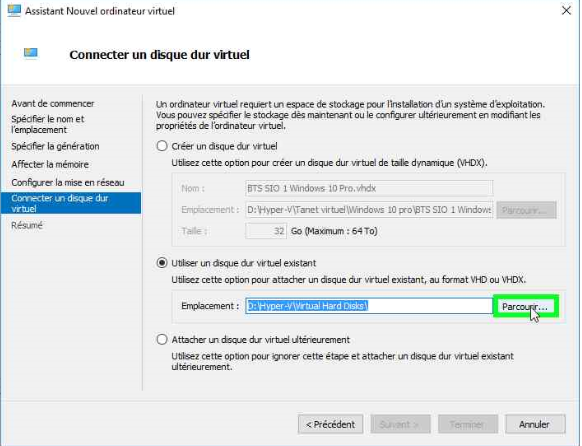 Assistant Nouvel ordinateur virtuel
Connecter un disque dur virtuel
Avant de commencer
Spécifier le nom et
l'emplacement
Spécifier la génération
Affecter la mémoire
Configurer la mise en réseau
Connecter un disque dur
virtuel
Résumé
Un ordinateur virtuel requiert un espace de stockage pour l'installation d'un système d'exploitation.
Vous pouvez spécifier le stockage dès maintenant ou le configurer ultérieurement en modifiant les
propriétés de l'ordinateur virtuel.
Créer un disque dur virtuel
Utilisez cette option pour créer un disque dur virtuel de taille dynamique (VHDX).
Nom : BTS SIO 1 Windows 10 Pro.vhdx
Emplacement : D:\Hyper-V\Tanet virtuel\Windows 10 pro\BTS SIO 1 Windows Parcourir...
Taille : 32 Go (Maximum : 64 To)
Utiliser un disque dur virtuel existant
Utilisez cette option pour attacher un disque dur virtuel existant, au format VHD ou VHDX.
Emplacement : D:\Hyper-V\Virtual Hard Disks\ Parcourir...
Attacher un disque dur virtuel ultérieurement
Utilisez cette option pour ignorer cette étape et attacher un disque dur virtuel existant
ultérieurement.
< Précédent Suivant > Terminer Annuler